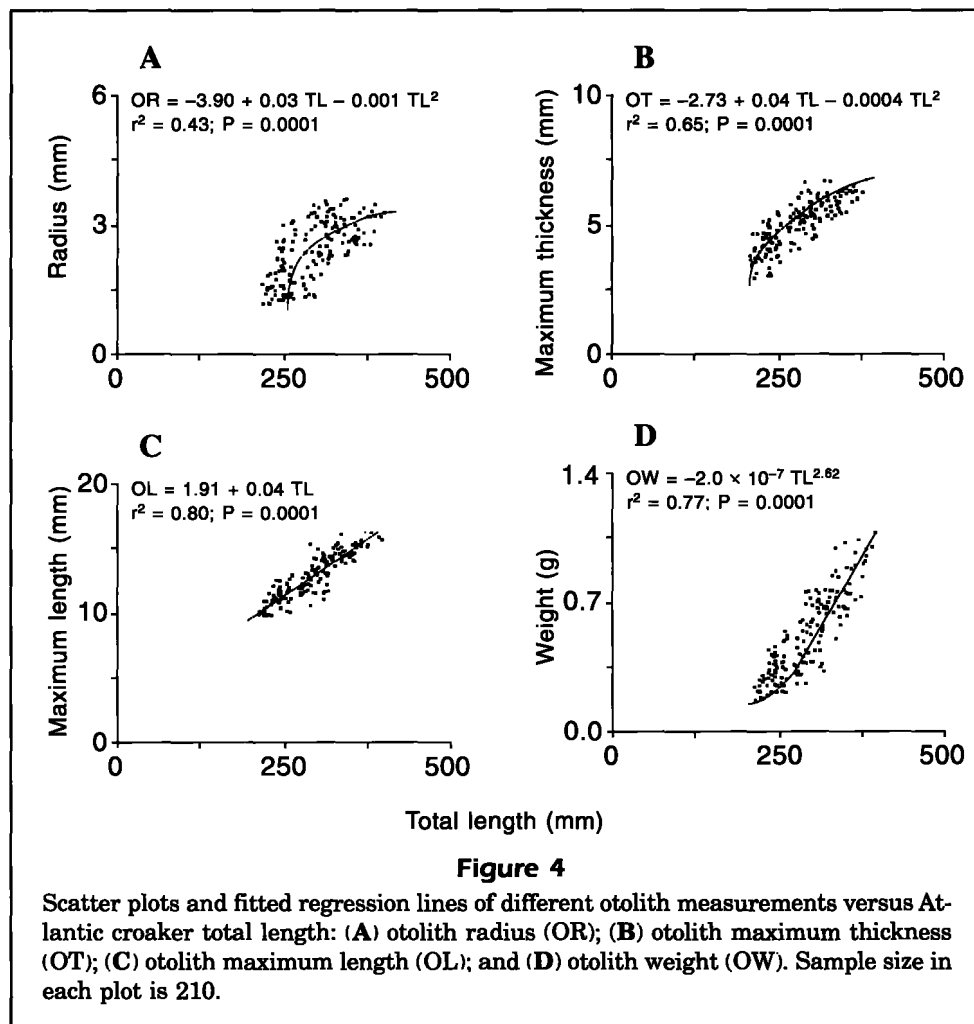 A
OR = −3.90 + 0.03 TL − 0.001 TL²
r² = 0.43; P = 0.0001
Radius (mm)
6
3
0
0
250
500
B
OT = −2.73 + 0.04 TL − 0.0004 TL²
r² = 0.65; P = 0.0001
Maximum thickness (mm)
10
5
0
0
250
500
C
OL = 1.91 + 0.04 TL
r² = 0.80; P = 0.0001
Maximum length (mm)
20
10
0
0
250
500
D
OW = −2.0 × 10⁻⁷ TL²·⁶²
r² = 0.77; P = 0.0001
Weight (g)
1.4
0.7
0.0
0
250
500
Total length (mm)
Figure 4
Scatter plots and fitted regression lines of different otolith measurements versus At-
lantic croaker total length: (A) otolith radius (OR); (B) otolith maximum thickness
(OT); (C) otolith maximum length (OL); and (D) otolith weight (OW). Sample size in
each plot is 210.